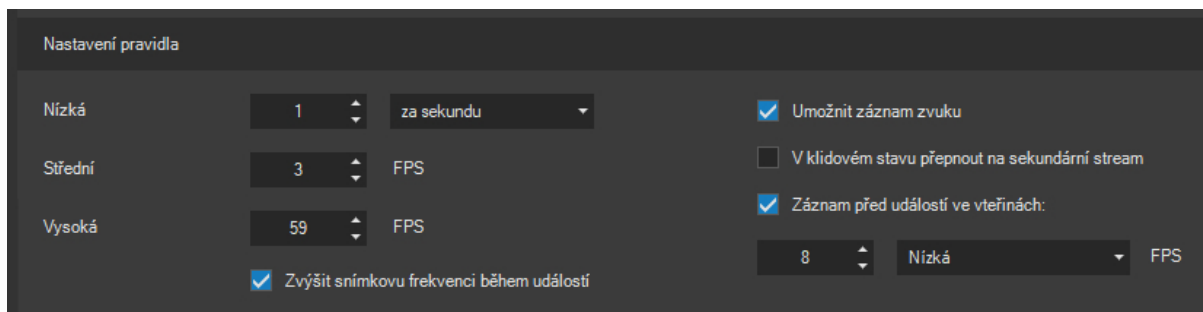 Nastavení pravidla
Nízká 1 za sekundu
Střední 3 FPS
Vysoká 59 FPS
Zvýšit snímkovu frekvenci během událostí
Umožnit záznam zvuku
V klidovém stavu přepnout na sekundární stream
Záznam před událostí ve vteřinách:
8 Nízká FPS